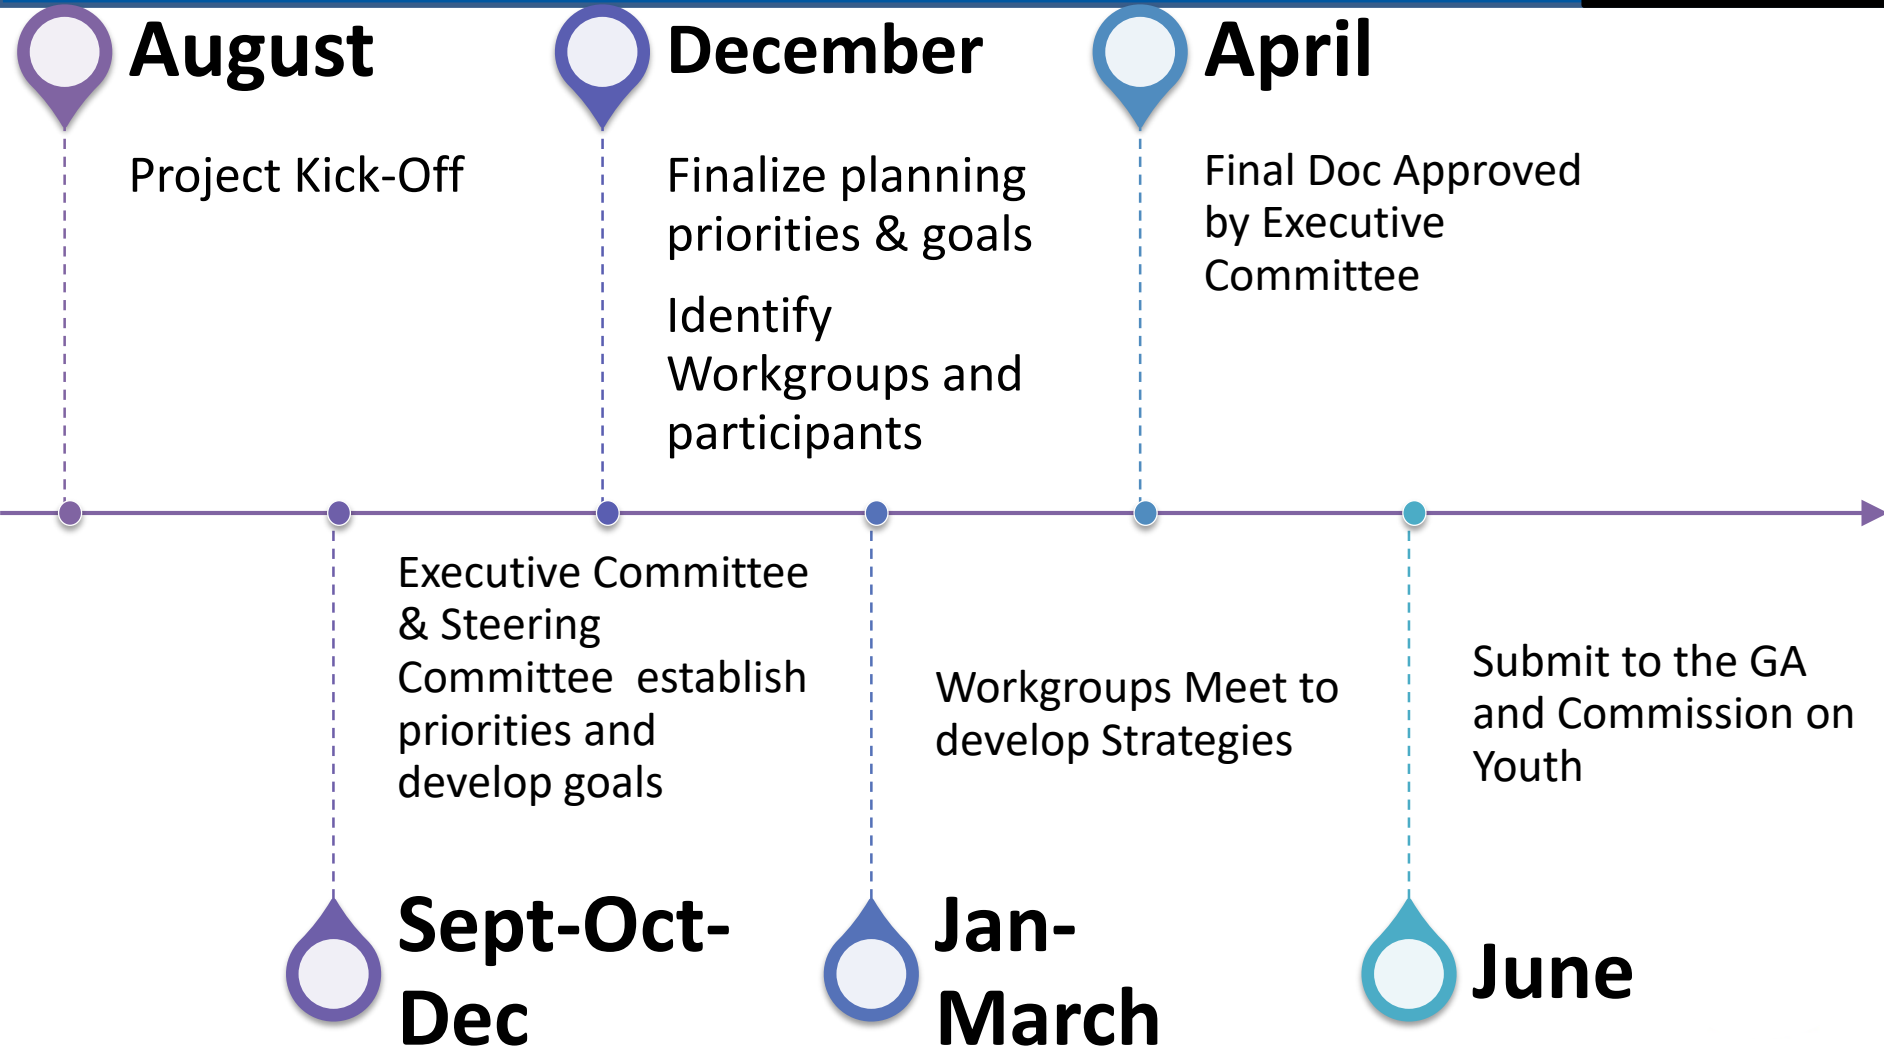 August
Project Kick-Off
December
Finalize planning
priorities & goals
Identify
Workgroups and
participants
April
Final Doc Approved
by Executive
Committee
Executive Committee
& Steering
Committee  establish
priorities and
develop goals
Sept-Oct-
Dec
Workgroups Meet to
develop Strategies
Jan-
March
Submit to the GA
and Commission on
Youth
June